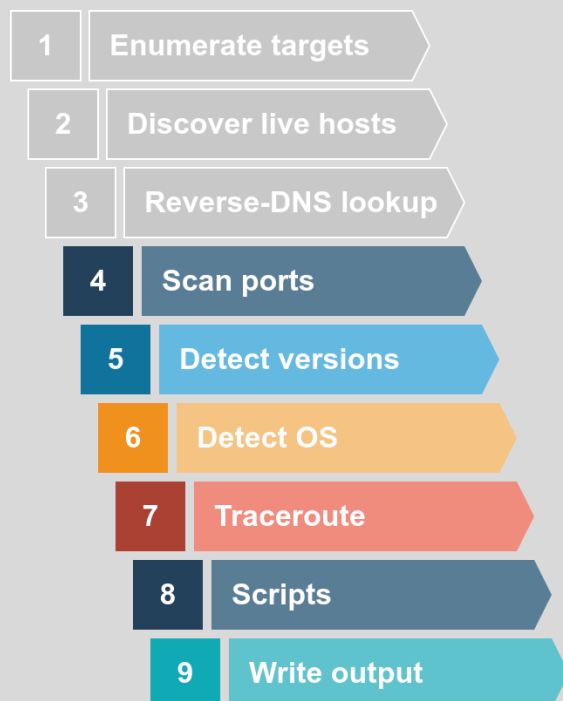 1 Enumerate targets
2 Discover live hosts
3 Reverse-DNS lookup
4 Scan ports
5 Detect versions
6 Detect OS
7 Traceroute
8 Scripts
9 Write output